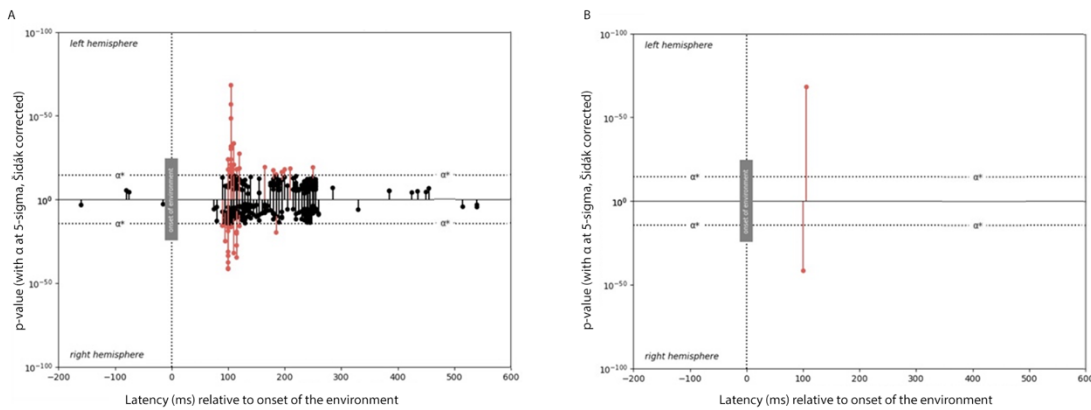 A
p-value (with α at 5-sigma, Šidák corrected)
10⁻¹⁰⁰
10⁻⁵⁰
10⁰
10⁻⁵⁰
10⁻¹⁰⁰
left hemisphere
α* α*
onset of environment
α* α*
right hemisphere
−200 −100 0 100 200 300 400 500 600
Latency (ms) relative to onset of the environment
B
p-value (with α at 5-sigma, Šidák corrected)
10⁻¹⁰⁰
10⁻⁵⁰
10⁰
10⁻⁵⁰
10⁻¹⁰⁰
left hemisphere
α* α*
onset of environment
α* α*
right hemisphere
−200 −100 0 100 200 300 400 500 600
Latency (ms) relative to onset of the environment